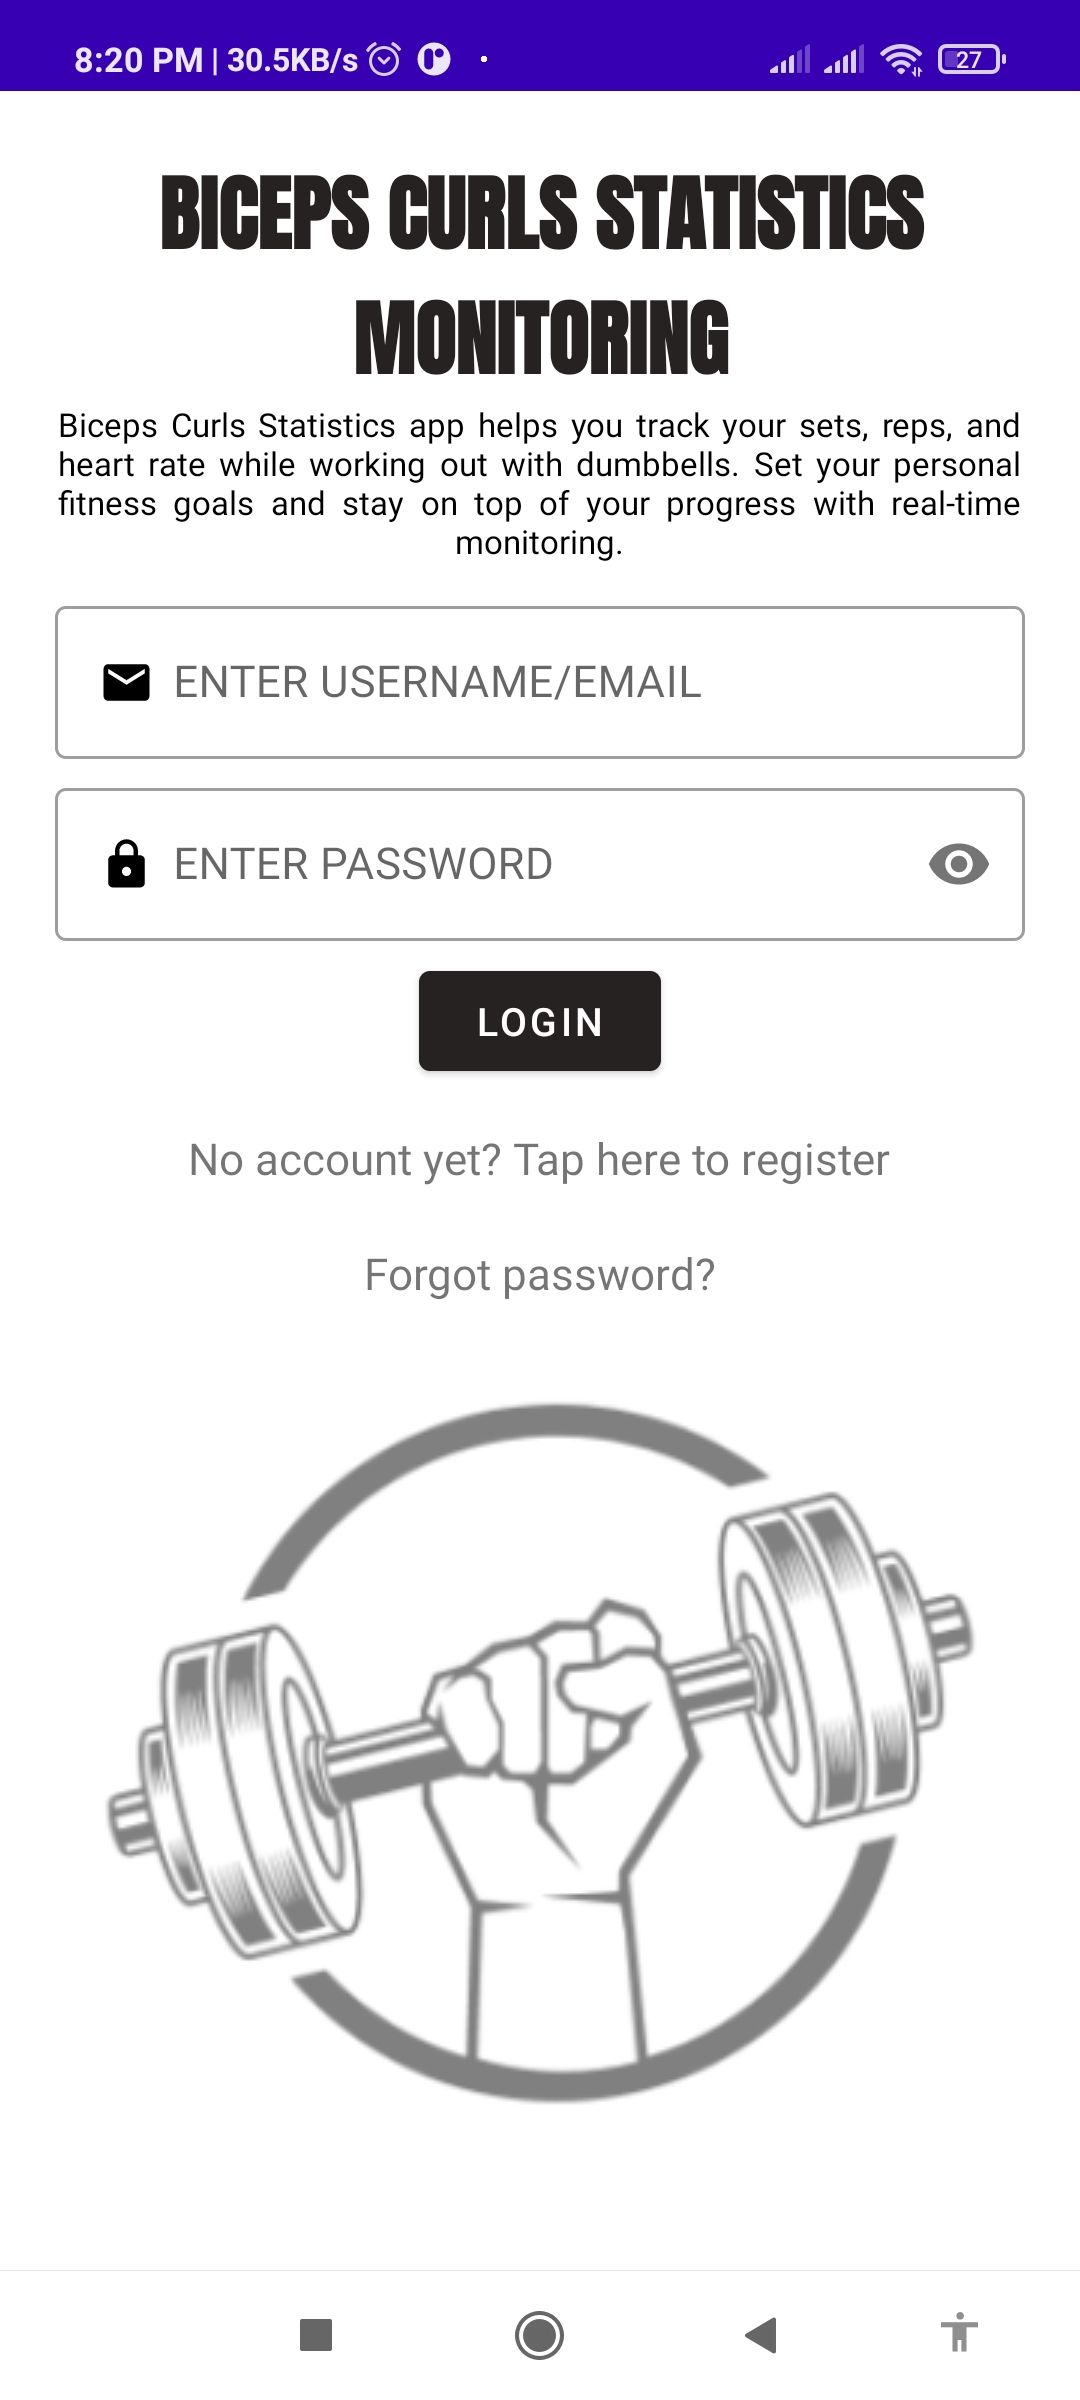 8:20 PM | 30.5KB/s
27
BICEPS CURLS STATISTICS
MONITORING
Biceps Curls Statistics app helps you track your sets, reps, and
heart rate while working out with dumbbells. Set your personal
fitness goals and stay on top of your progress with real-time
monitoring.
ENTER USERNAME/EMAIL
ENTER PASSWORD
LOGIN
No account yet? Tap here to register
Forgot password?